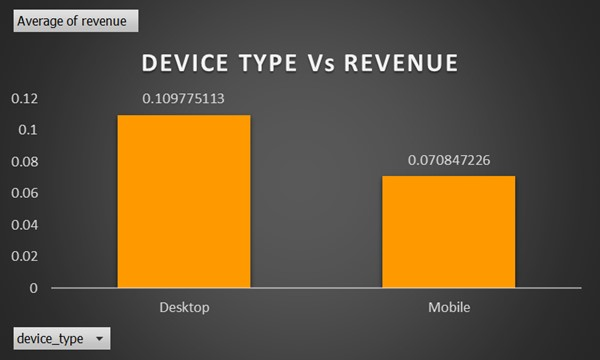 Average of revenue
DEVICE TYPE Vs REVENUE
0.12
0.1
0.08
0.06
0.04
0.02
0
0.109775113
0.070847226
Desktop
Mobile
device_type